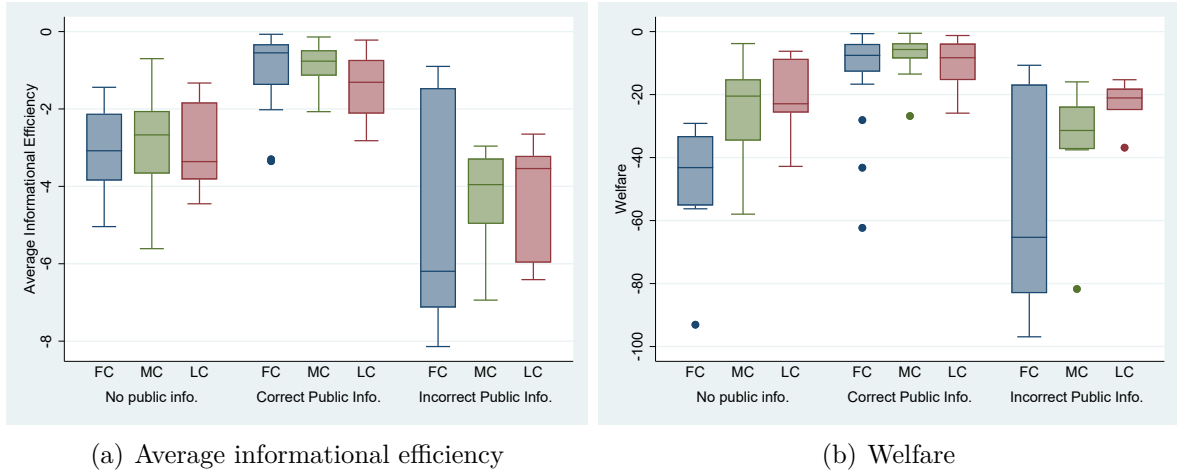 Average Informational Efficiency
0
-2
-4
-6
-8
FC MC LC FC MC LC FC MC LC
No public info. Correct Public Info. Incorrect Public Info.
(a) Average informational efficiency
Welfare
0
-20
-40
-60
-80
-100
FC MC LC FC MC LC FC MC LC
No public info. Correct Public Info. Incorrect Public Info.
(b) Welfare